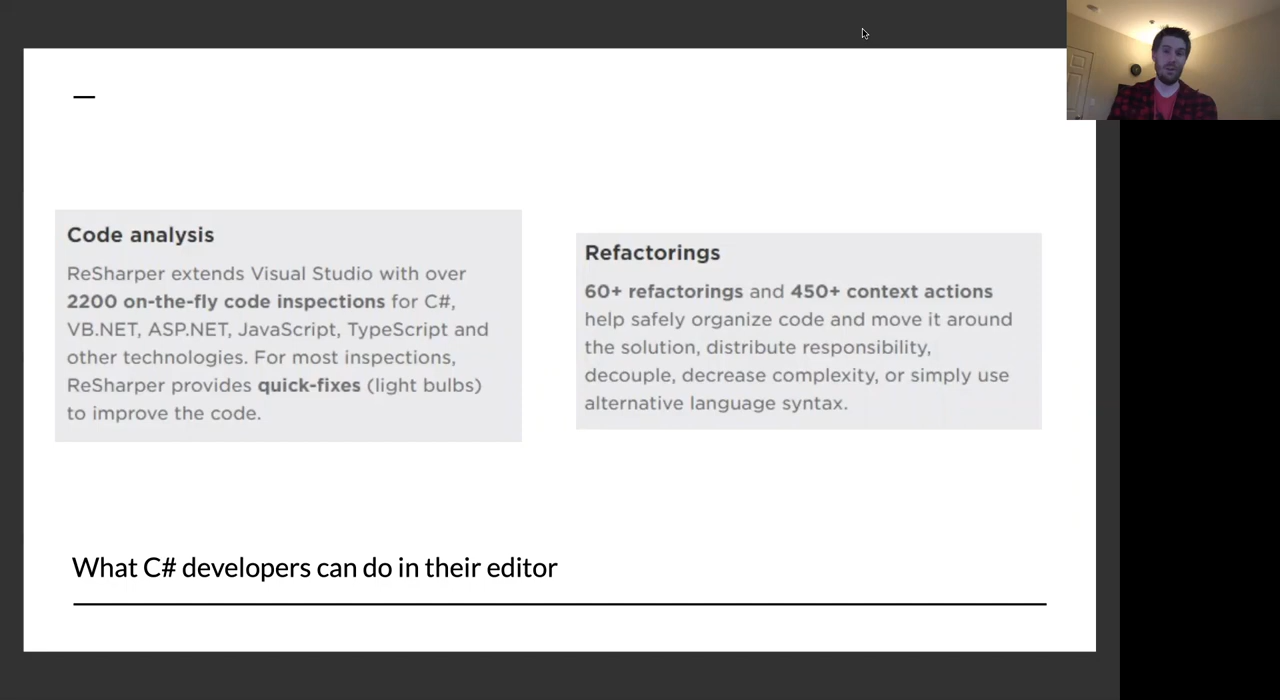 Code analysis
ReSharper extends Visual Studio with over
2200 on-the-fly code inspections for C#,
VB.NET, ASP.NET, JavaScript, TypeScript and
other technologies. For most inspections,
ReSharper provides quick-fixes (light bulbs)
to improve the code.
Refactorings
60+ refactorings and 450+ context actions
help safely organize code and move it around
the solution, distribute responsibility,
decouple, decrease complexity, or simply use
alternative language syntax.
What C# developers can do in their editor